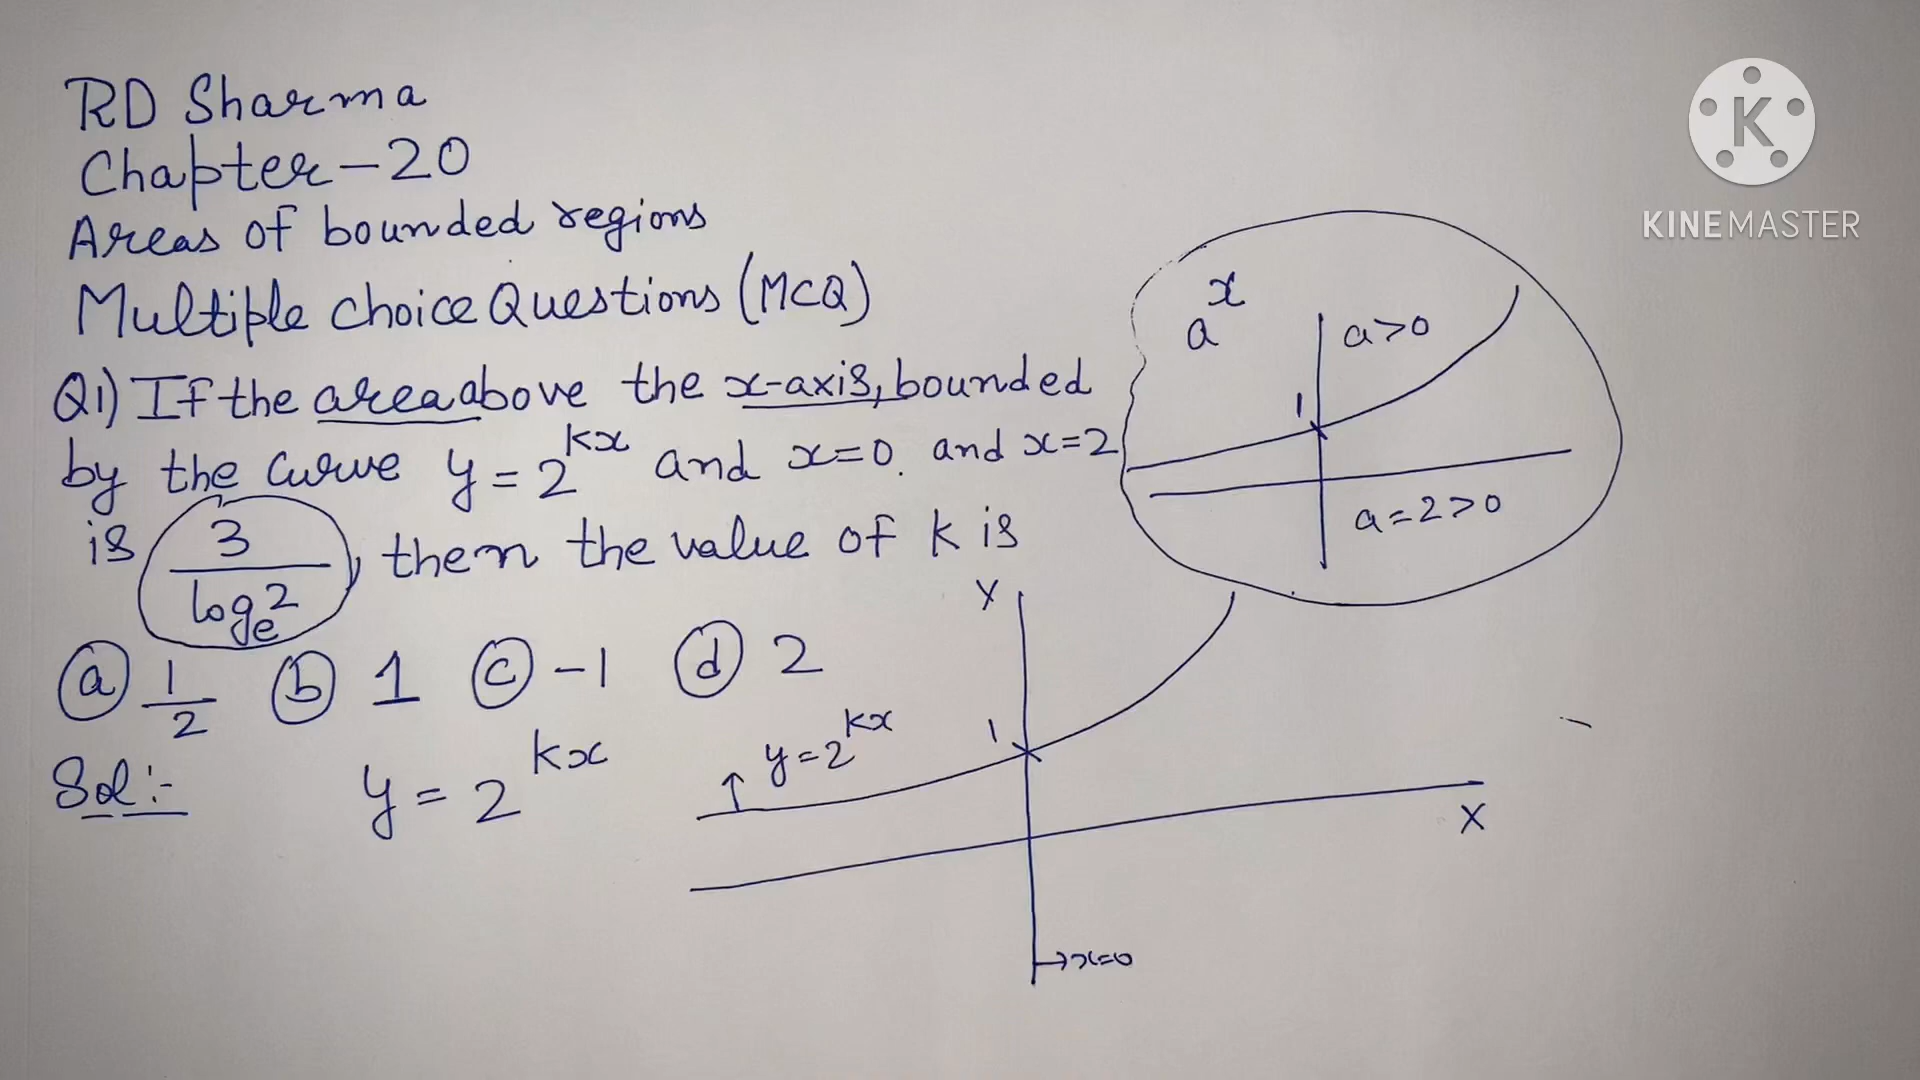 RD Sharma
Chapter-20
Areas of bounded regions
Multiple Choice Questions (MCQ)
Q1) If the area above the x-axis, bounded
by the curve y = 2^kx and x=0. and x=2
is 3/log_e 2, then the value of k is
(a) 1/2 (b) 1 (c) -1 (d) 2
Sol:- y = 2^kx
a^x
a>0
1
a=2>0
Y
1
y=2^kx
X
→x=0
K
KINEMASTER